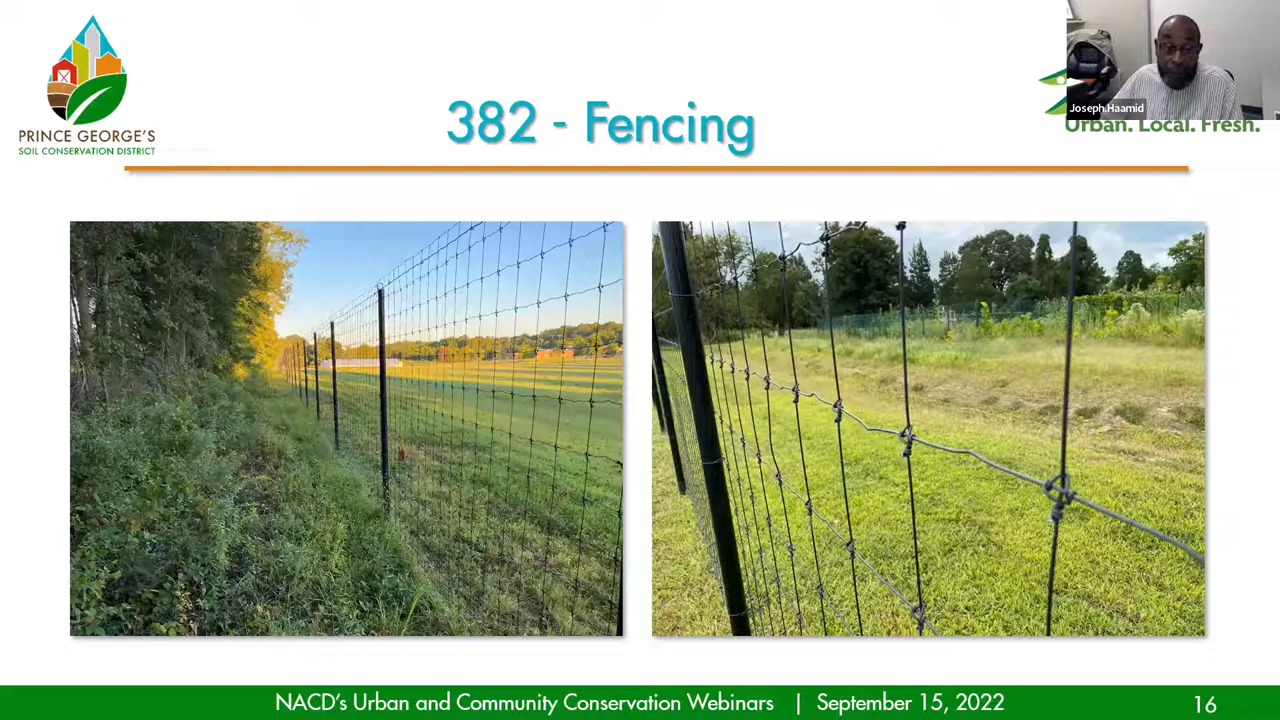 PRINCE GEORGE'S
SOIL CONSERVATION DISTRICT
382 - Fencing
Joseph Haamid
Urban. Local. Fresh.
NACD's Urban and Community Conservation Webinars | September 15, 2022
16